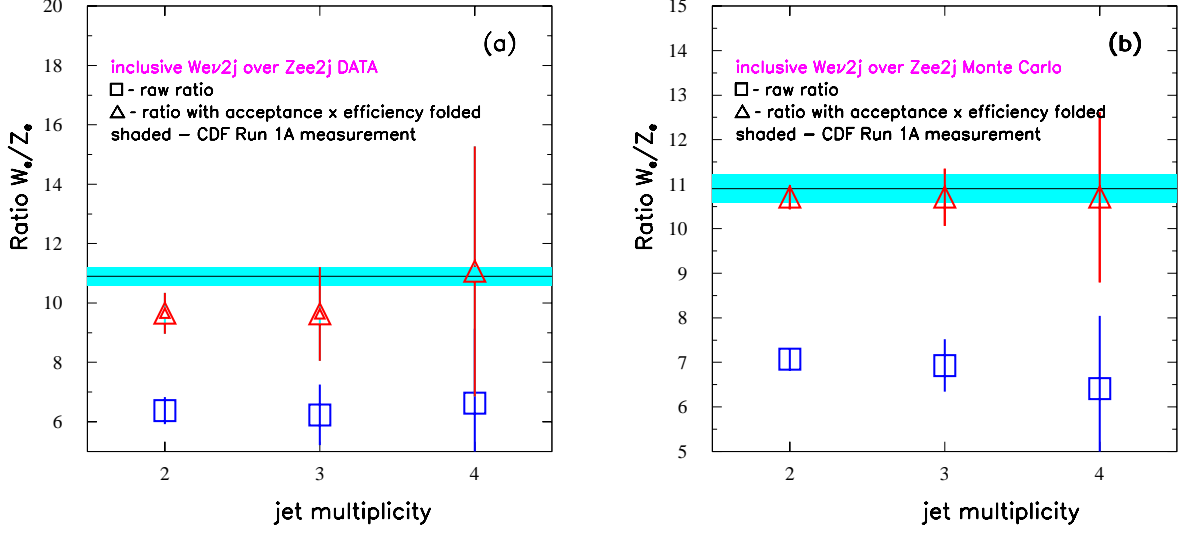 (a)
inclusive Weν2j over Zee2j DATA
□ - raw ratio
△ - ratio with acceptance x efficiency folded
shaded - CDF Run 1A measurement
Ratio We/Ze
20
18
16
14
12
10
8
6
2 3 4
jet multiplicity
(b)
inclusive Weν2j over Zee2j Monte Carlo
□ - raw ratio
△ - ratio with acceptance x efficiency folded
shaded - CDF Run 1A measurement
Ratio We/Ze
15
14
13
12
11
10
9
8
7
6
5
2 3 4
jet multiplicity